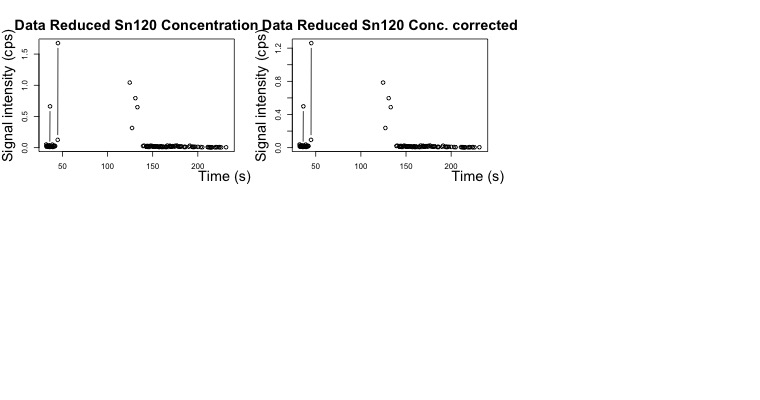 Data Reduced Sn120 Concentration
Signal intensity (cps)
0.0 0.5 1.0 1.5
50 100 150 200
Time (s)
Data Reduced Sn120 Conc. corrected
Signal intensity (cps)
0.0 0.4 0.8 1.2
50 100 150 200
Time (s)